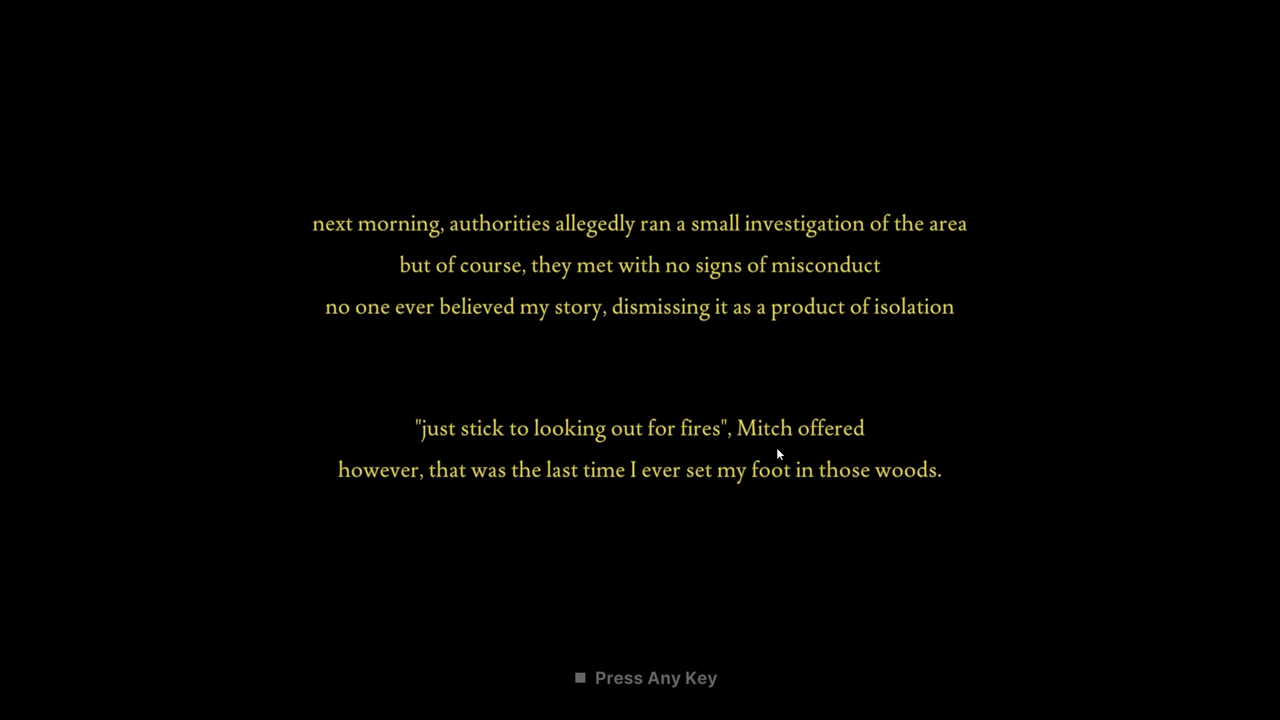 next morning, authorities allegedly ran a small investigation of the area
but of course, they met with no signs of misconduct
no one ever believed my story, dismissing it as a product of isolation
"just stick to looking out for fires", Mitch offered
however, that was the last time I ever set my foot in those woods.
Press Any Key